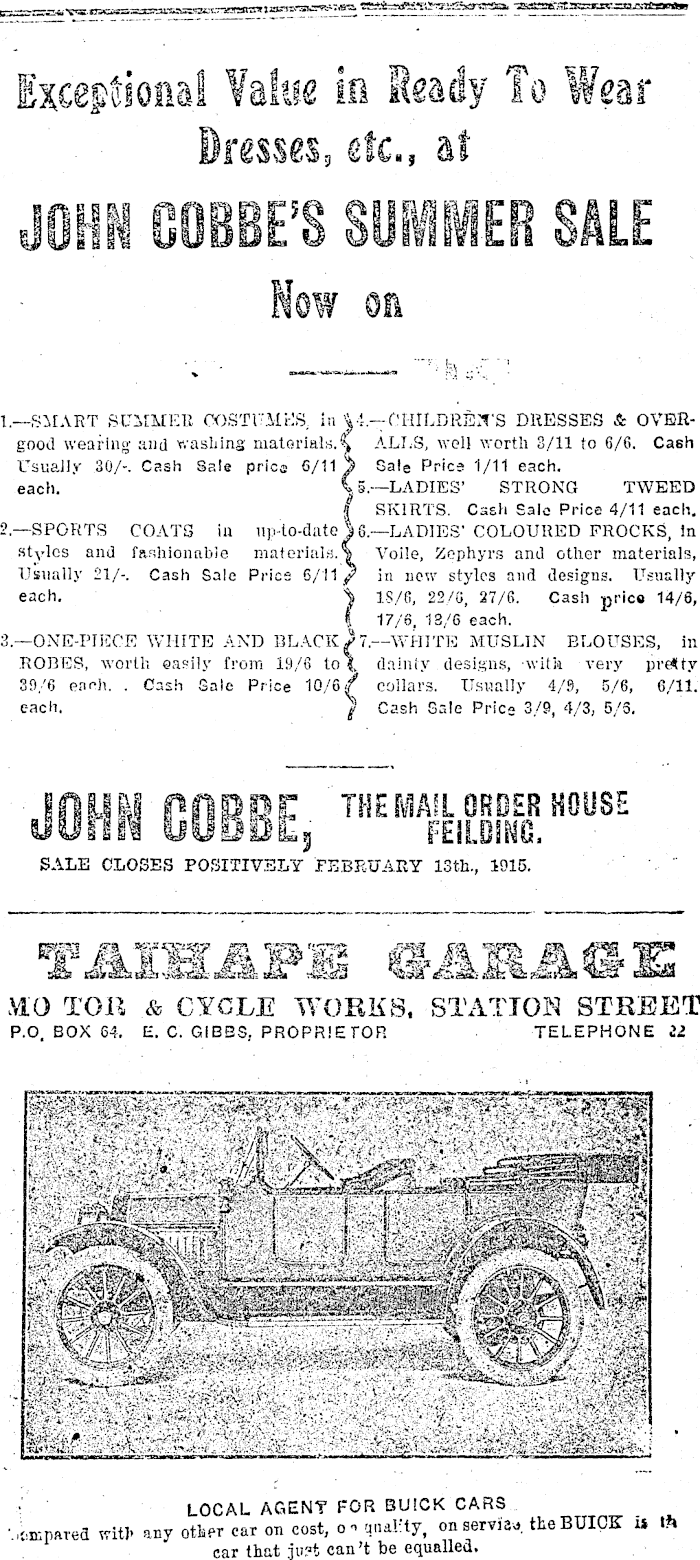 Exceptional Value in Ready To Wear
Dresses, etc., at
JOHN COBBE'S SUMMER SALE
Now on
1.—SMART SUMMER COSTUMES, in
good wearing and washing materials.
Usually 30/-. Cash Sale price 6/11
each.
2.—SPORTS COATS in up-to-date
styles and fashionable materials.
Usually 21/-. Cash Sale Price 6/11
each.
3.—ONE-PIECE WHITE AND BLACK
ROBES, worth easily from 19/6 to
39/6 each. . Cash Sale Price 10/6
each.
4.—CHILDREN'S DRESSES & OVER-
ALLS, well worth 3/11 to 6/6. Cash
Sale Price 1/11 each.
5.—LADIES' STRONG TWEED
SKIRTS. Cash Sale Price 4/11 each.
6.—LADIES' COLOURED FROCKS, in
Voile, Zephyrs and other materials,
in new styles and designs. Usually
18/6, 22/6, 27/6. Cash price 14/6,
17/6, 18/6 each.
7.—WHITE MUSLIN BLOUSES, in
dainty designs, with very pretty
collars. Usually 4/9, 5/6, 6/11.
Cash Sale Price 3/9, 4/3, 5/6.
JOHN COBBE, THE MAIL ORDER HOUSE
FEILDING.
SALE CLOSES POSITIVELY FEBRUARY 13th., 1915.
TAIHAPE GARAGE
MOTOR & CYCLE WORKS, STATION STREET
P.O. BOX 64. E. C. GIBBS, PROPRIETOR TELEPHONE 22
LOCAL AGENT FOR BUICK CARS
Compared with any other car on cost, on quality, on service, the BUICK is th
car that just can't be equalled.